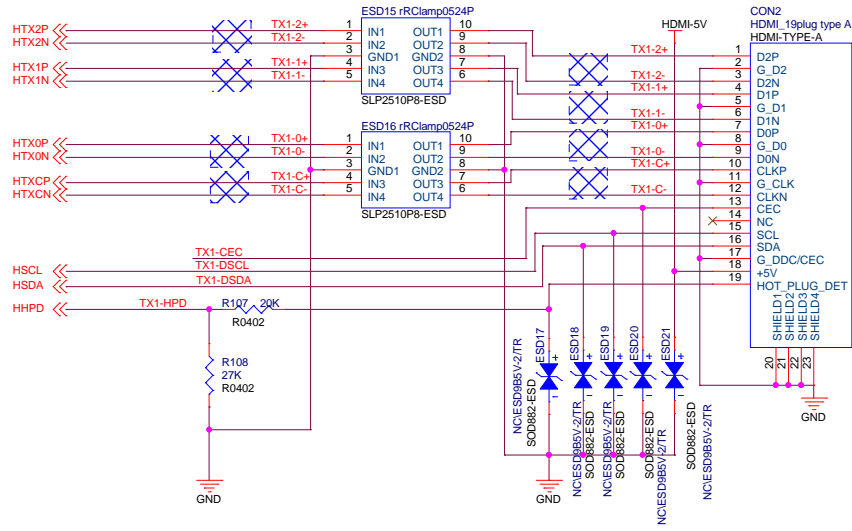 ESD15 rRClamp0524P
HTX2P TX1-2+ 1 IN1 OUT1 10
HTX2N TX1-2- 2 IN2 OUT2 9
3 GND1 GND2 8
HTX1P TX1-1+ 4 IN3 OUT3 7
HTX1N TX1-1- 5 IN4 OUT4 6
SLP2510P8-ESD
ESD16 rRClamp0524P
HTX0P TX1-0+ 1 IN1 OUT1 10
HTX0N TX1-0- 2 IN2 OUT2 9
3 GND1 GND2 8
HTXCP TX1-C+ 4 IN3 OUT3 7
HTXCN TX1-C- 5 IN4 OUT4 6
SLP2510P8-ESD
HDMI-5V
CON2
HDMI_19plug type A
HDMI-TYPE-A
TX1-2+ 1 D2P
2 G_D2
TX1-2- 3 D2N
TX1-1+ 4 D1P
5 G_D1
TX1-1- 6 D1N
TX1-0+ 7 D0P
8 G_D0
TX1-0- 9 D0N
TX1-C+ 10 CLKP
11 G_CLK
TX1-C- 12 CLKN
13 CEC
14 NC
15 SCL
16 SDA
17 G_DDC/CEC
18 +5V
19 HOT_PLUG_DET
SHIELD1
SHIELD2
SHIELD3
SHIELD4
20
21
22
23
GND
TX1-CEC
HSCL TX1-DSCL
HSDA TX1-DSDA
HHPD TX1-HPD
R107 20K
R0402
R108
27K
R0402
GND
ESD17
NC\ESD9B5V-2/TR
SOD882-ESD
ESD18
NC\ESD9B5V-2/TR
SOD882-ESD
ESD19
NC\ESD9B5V-2/TR
SOD882-ESD
ESD20
NC\ESD9B5V-2/TR
SOD882-ESD
ESD21
NC\ESD9B5V-2/TR
SOD882-ESD
GND